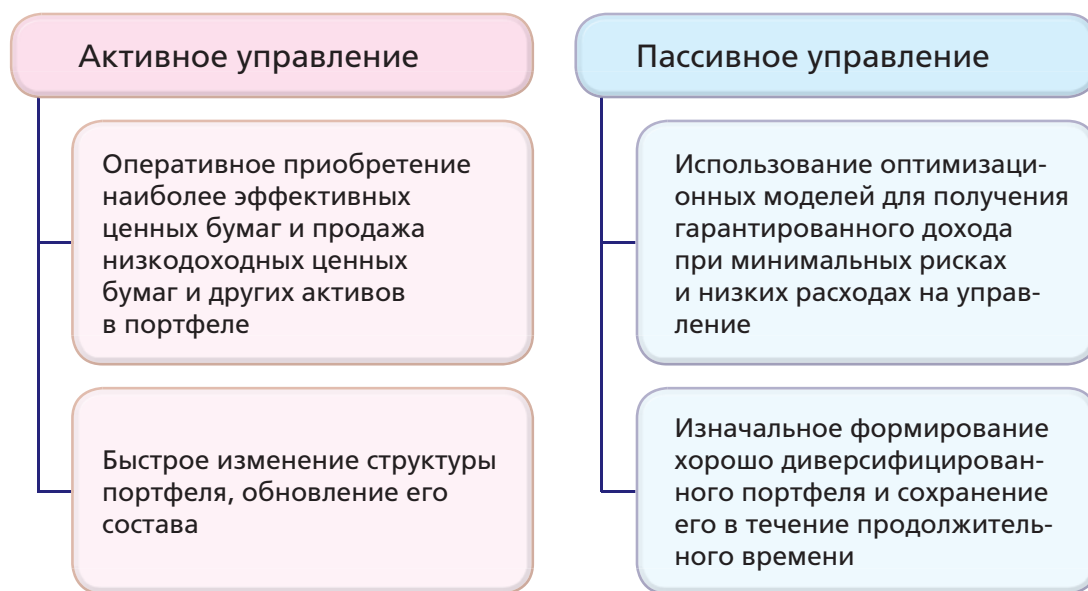 Активное управление
Оперативное приобретение
наиболее эффективных
ценных бумаг и продажа
низкодоходных ценных
бумаг и других активов
в портфеле
Быстрое изменение структуры
портфеля, обновление его
состава
Пассивное управление
Использование оптимизаци-
онных моделей для получения
гарантированного дохода
при минимальных рисках
и низких расходах на управ-
ление
Изначальное формирование
хорошо диверсифицирован-
ного портфеля и сохранение
его в течение продолжитель-
ного времени